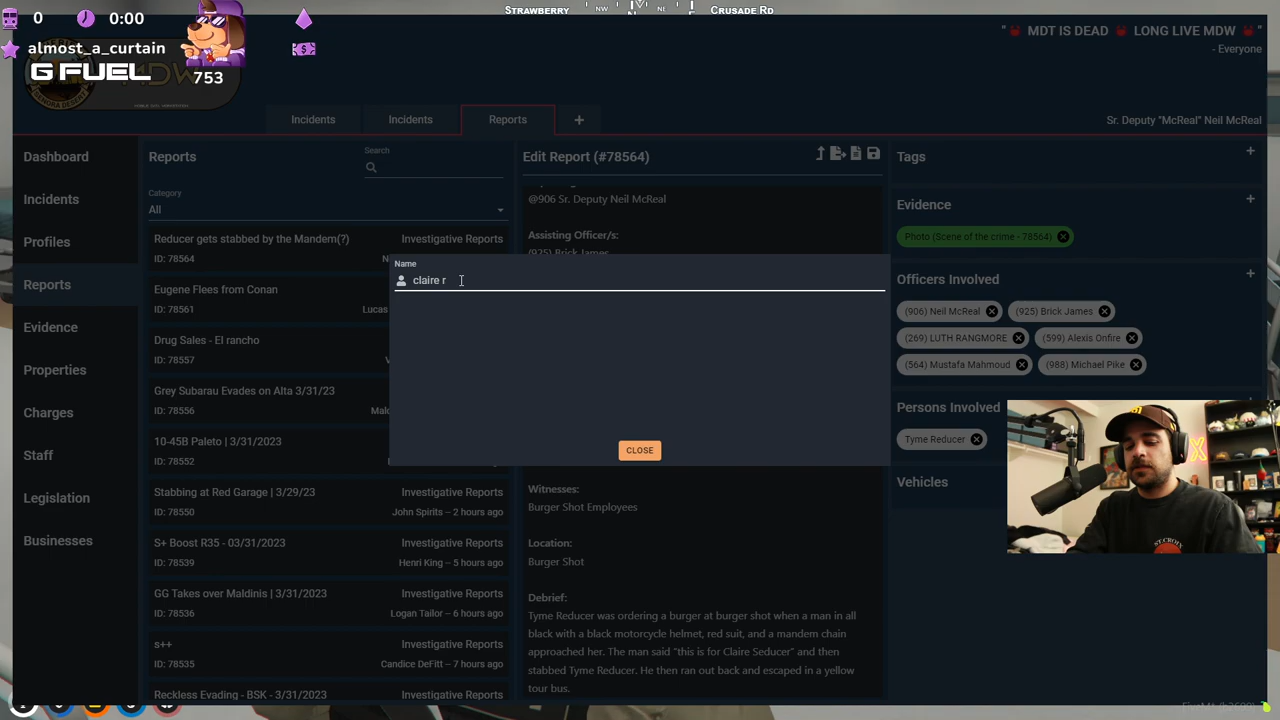 0
0:00
almost_a_curtain
G FUEL
753
Strawberry
NW
N
NE
Crusade Rd
" MDT IS DEAD LONG LIVE MDW "
- Everyone
MDW
Incidents
Incidents
Reports
+
Sr. Deputy "McReal" Neil McReal
Dashboard
Incidents
Profiles
Reports
Evidence
Properties
Charges
Staff
Legislation
Businesses
Reports
Search
Category
All
Reducer gets stabbed by the Mandem(?)
Investigative Reports
ID: 78564
Eugene Flees from Conan
ID: 78561
Lucas
Drug Sales - El rancho
ID: 78557
Grey Subarau Evades on Alta 3/31/23
ID: 78556
10-45B Paleto | 3/31/2023
ID: 78552
Stabbing at Red Garage | 3/29/23
Investigative Reports
ID: 78550
John Spirits -- 2 hours ago
S+ Boost R35 - 03/31/2023
Investigative Reports
ID: 78539
Henri King -- 5 hours ago
GG Takes over Maldinis | 3/31/2023
Investigative Reports
ID: 78536
Logan Tailor -- 6 hours ago
s++
Investigative Reports
ID: 78535
Candice DeFitt -- 7 hours ago
Reckless Evading - BSK - 3/31/2023
Investigative Reports
Edit Report (#78564)
@906 Sr. Deputy Neil McReal
Assisting Officer/s:
(925) Brick James
Name
claire r
CLOSE
Witnesses:
Burger Shot Employees
Location:
Burger Shot
Debrief:
Tyme Reducer was ordering a burger at burger shot when a man in all
black with a black motorcycle helmet, red suit, and a mandem chain
approached her. The man said "this is for Claire Seducer" and then
stabbed Tyme Reducer. He then ran out back and escaped in a yellow
tour bus.
Tags
Evidence
Photo (Scene of the crime - 78564)
Officers Involved
(906) Neil McReal
(925) Brick James
(269) LUTH RANGMORE
(599) Alexis Onfire
(564) Mustafa Mahmoud
(988) Michael Pike
Persons Involved
Tyme Reducer
Vehicles
ST.CROIX